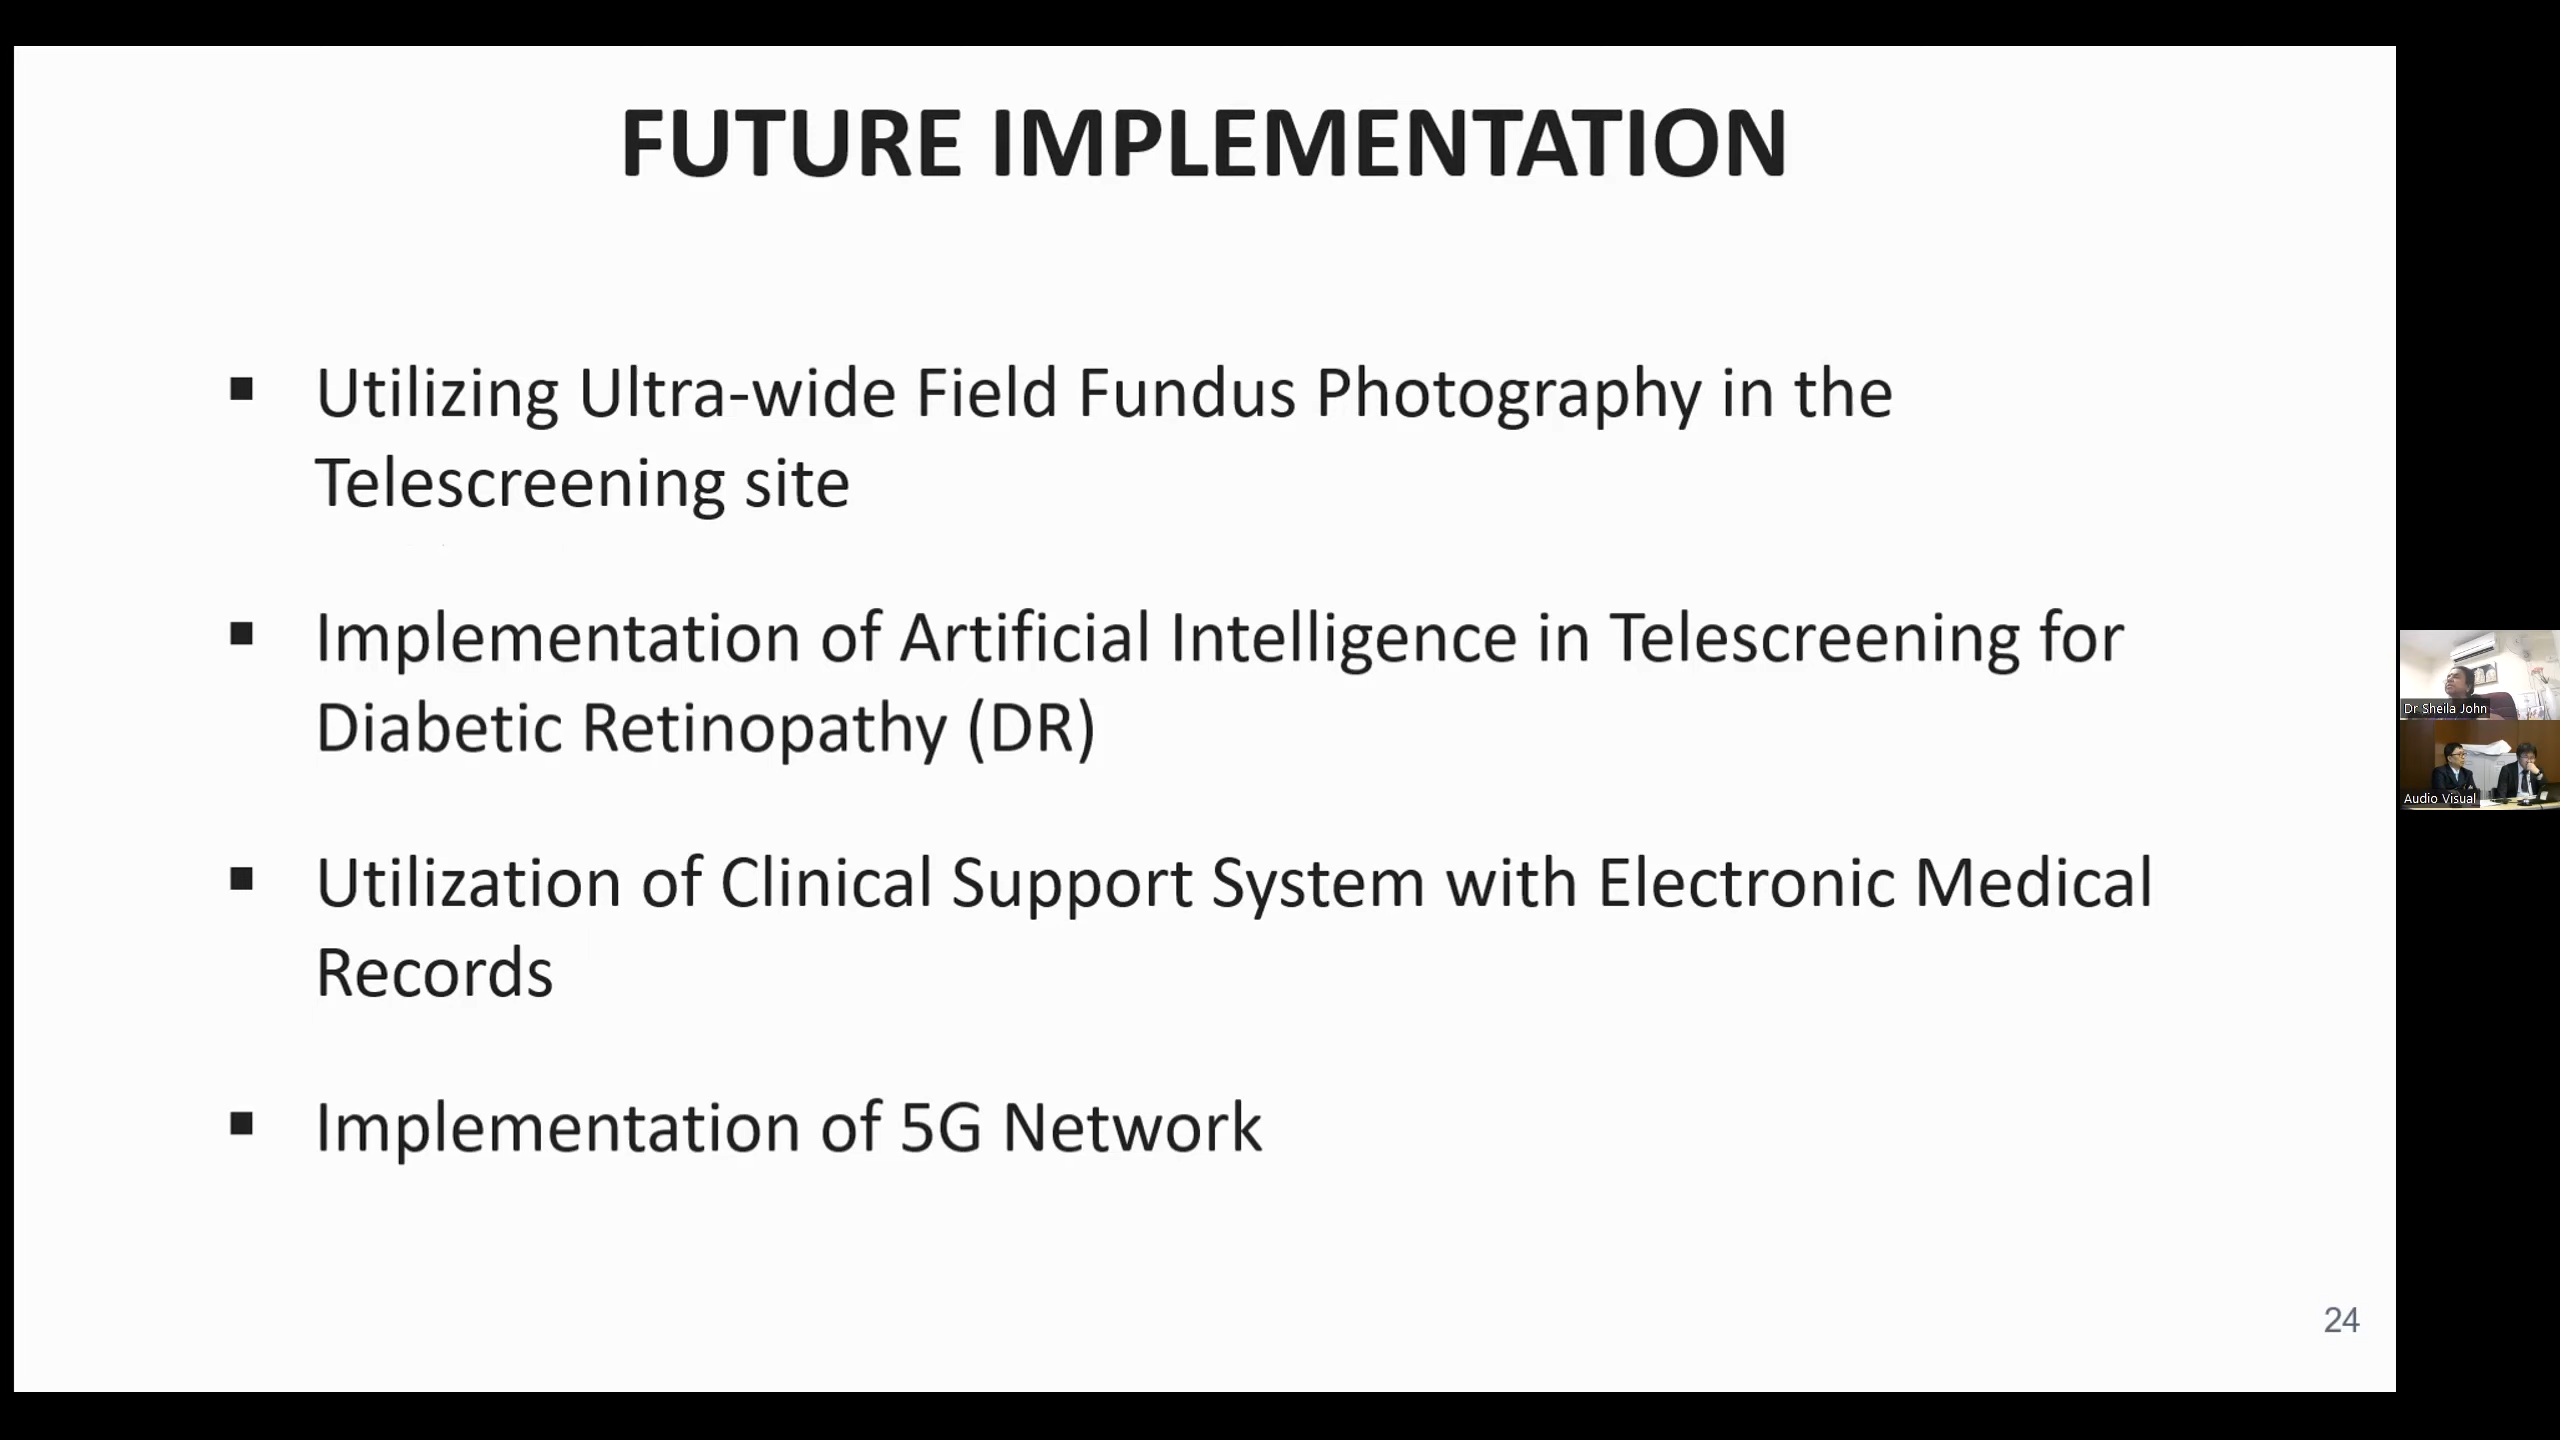 FUTURE IMPLEMENTATION
▪ Utilizing Ultra-wide Field Fundus Photography in the
Telescreening site
▪ Implementation of Artificial Intelligence in Telescreening for
Diabetic Retinopathy (DR)
▪ Utilization of Clinical Support System with Electronic Medical
Records
▪ Implementation of 5G Network
24
Dr Sheila John
Audio Visual